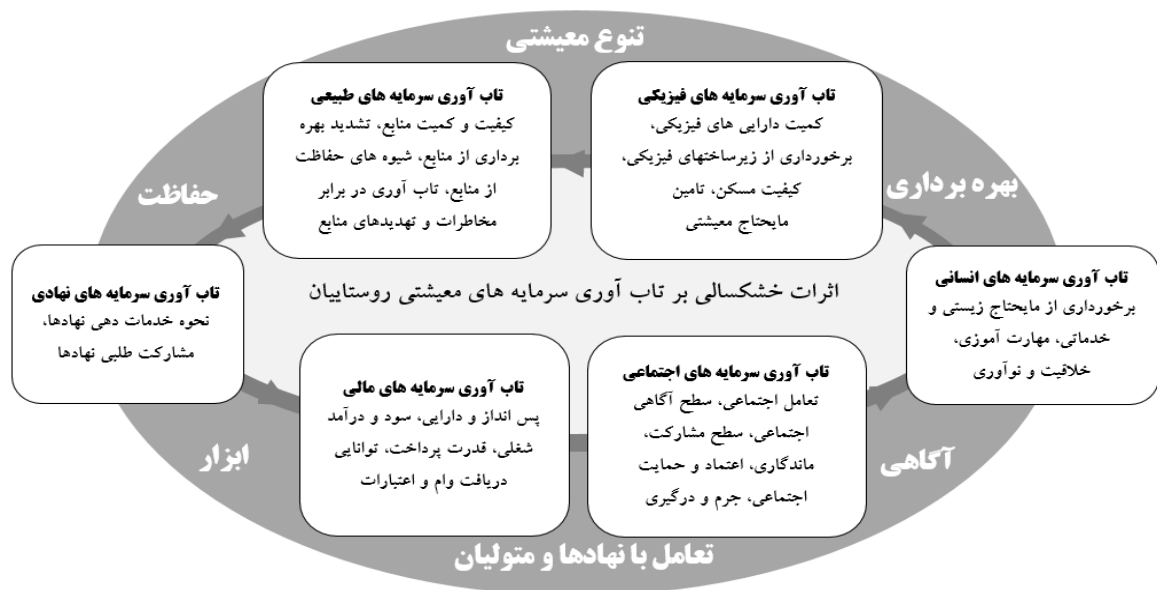 تنوع معیشتی
تاب آوری سرمایه های فیزیکی
کمیت دارایی های فیزیکی،
برخورداری از زیرساختهای فیزیکی،
کیفیت مسکن، تامین
مایحتاج معیشتی
تاب آوری سرمایه های طبیعی
کیفیت و کمیت منابع، تشدید بهره
برداری از منابع، شیوه های حفاظت
از منابع، تاب آوری در برابر
مخاطرات و تهدیدهای منابع
بهره برداری
حفاظت
تاب آوری سرمایه های انسانی
برخورداری از مایحتاج زیستی و
خدماتی، مهارت آموزی،
خلاقیت و نوآوری
اثرات خشکسالی بر تاب آوری سرمایه های معیشتی روستاییان
تاب آوری سرمایه های نهادی
نحوه خدمات دهی نهادها،
مشارکت طلبی نهادها
تاب آوری سرمایه های اجتماعی
تعامل اجتماعی، سطح آگاهی
اجتماعی، سطح مشارکت،
ماندگاری، اعتماد و حمایت
اجتماعی، جرم و درگیری
تاب آوری سرمایه های مالی
پس انداز و دارایی، سود و درآمد
شغلی، قدرت پرداخت، توانایی
دریافت وام و اعتبارات
آگاهی
ابزار
تعامل با نهادها و متولیان